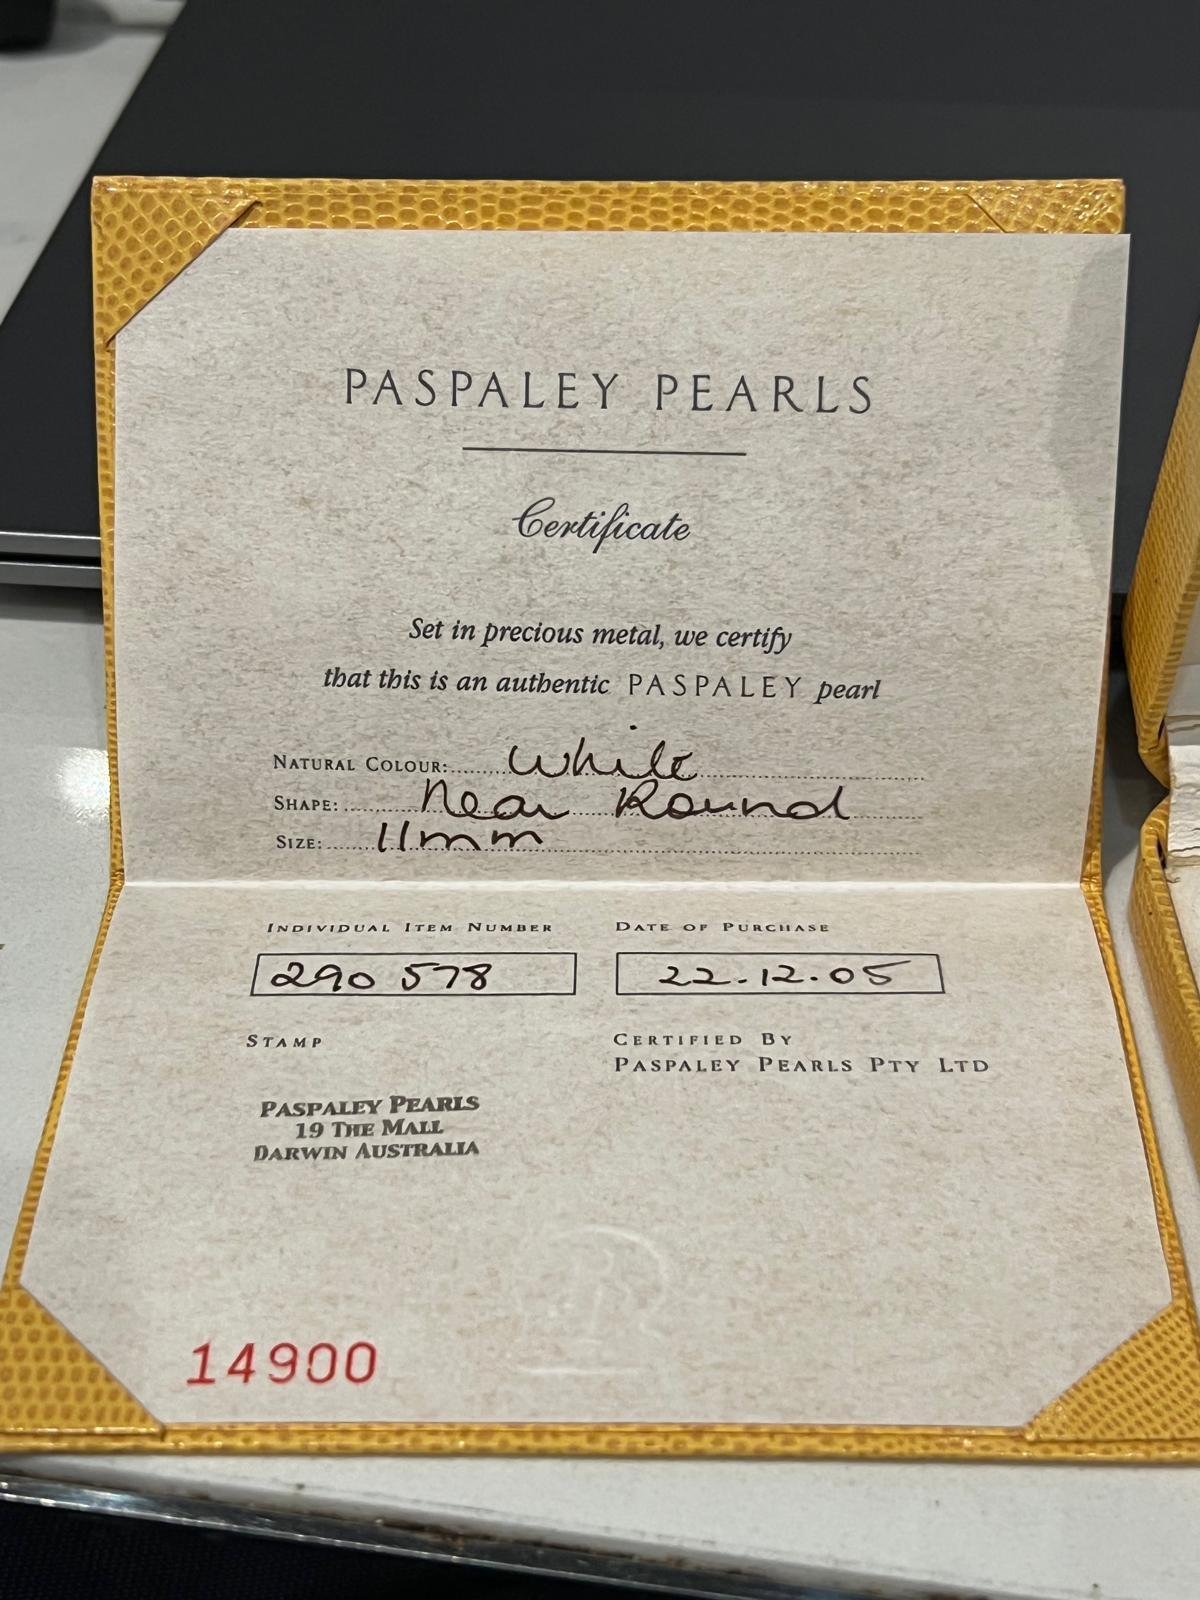 PASPALEY PEARLS
Certificate
Set in precious metal, we certify
that this is an authentic PASPALEY pearl
NATURAL COLOUR: White
SHAPE: Near Round
SIZE: 11mm
INDIVIDUAL ITEM NUMBER
290 578
DATE OF PURCHASE
22.12.05
STAMP
PASPALEY PEARLS
19 THE MALL
DARWIN AUSTRALIA
CERTIFIED BY
PASPALEY PEARLS PTY LTD
14900